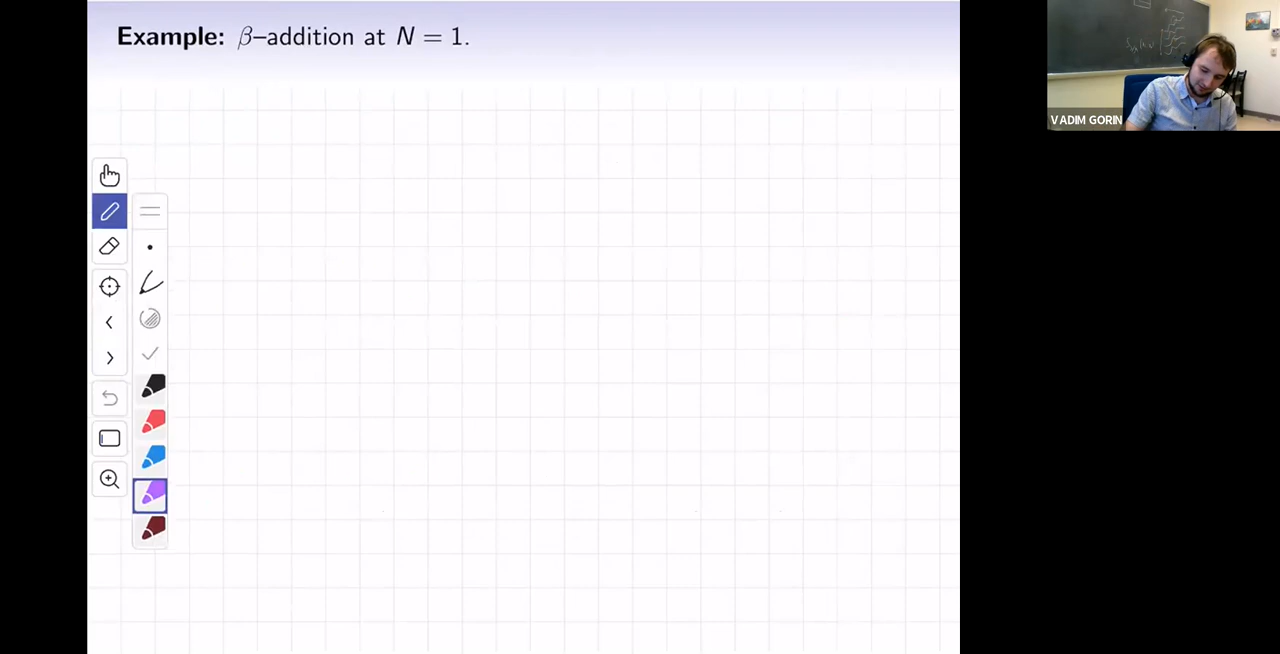 Example: β–addition at N = 1.
VADIM GORIN